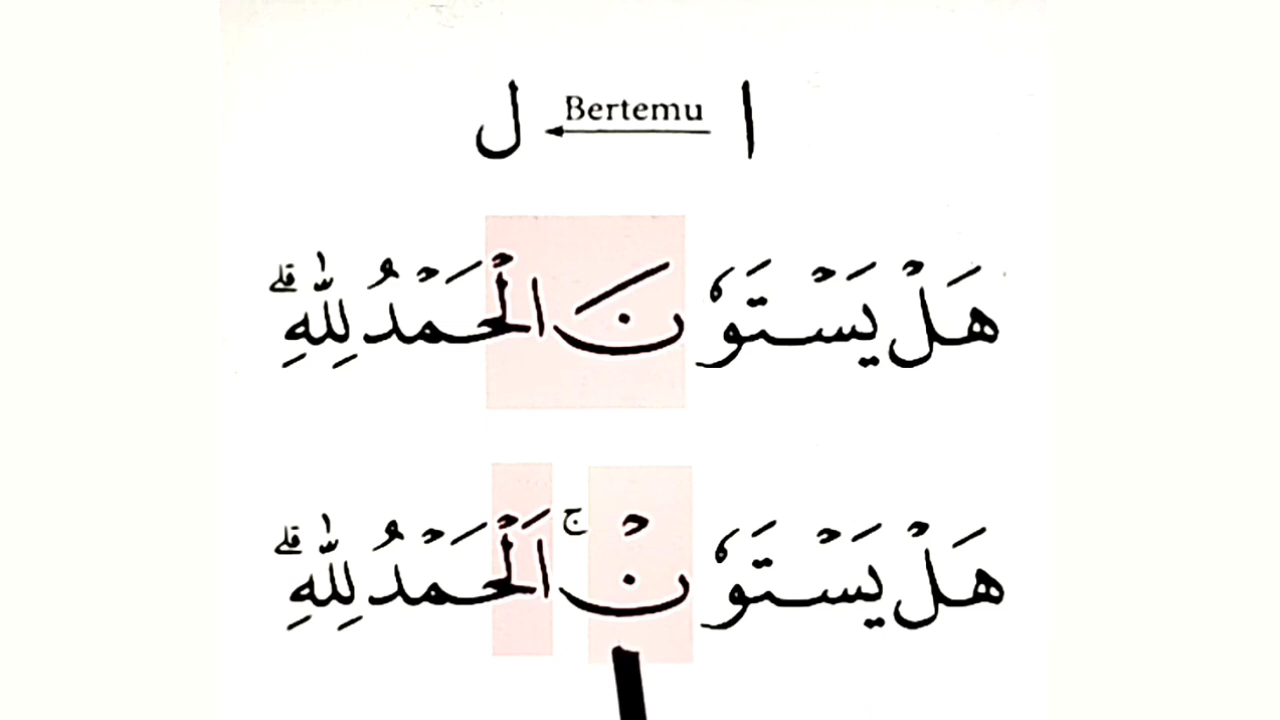 ا Bertemu ل
هَلْ يَسْتَوٗنَ الْحَمْدُ لِلّٰهِ ۗ
هَلْ يَسْتَوٗنْ ۚ اَلْحَمْدُ لِلّٰهِ ۗ